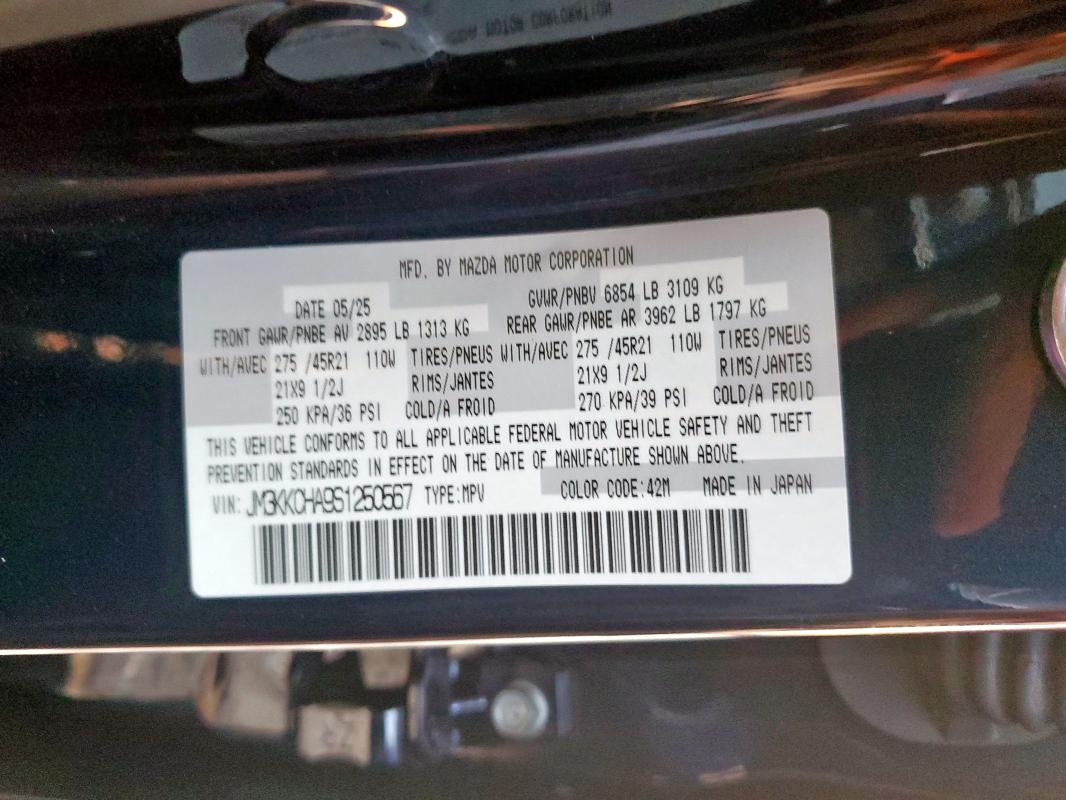 MFD. BY MAZDA MOTOR CORPORATION
DATE 05/25 GVWR/PNBV 6854 LB 3109 KG
FRONT GAWR/PNBE AV 2895 LB 1313 KG REAR GAWR/PNBE AR 3962 LB 1797 KG
WITH/AVEC 275 /45R21 110W TIRES/PNEUS WITH/AVEC 275 /45R21 110W TIRES/PNEUS
21X9 1/2J RIMS/JANTES 21X9 1/2J RIMS/JANTES
250 KPA/36 PSI COLD/A FROID 270 KPA/39 PSI COLD/A FROID
THIS VEHICLE CONFORMS TO ALL APPLICABLE FEDERAL MOTOR VEHICLE SAFETY AND THEFT
PREVENTION STANDARDS IN EFFECT ON THE DATE OF MANUFACTURE SHOWN ABOVE.
VIN: JM3KKCHA9S1250567 TYPE:MPV COLOR CODE:42M MADE IN JAPAN
ZR